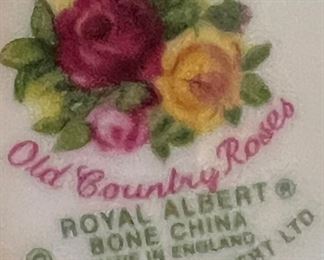 Old Country Roses
ROYAL ALBERT ®
BONE CHINA
IN ENGLAND
LTD
©